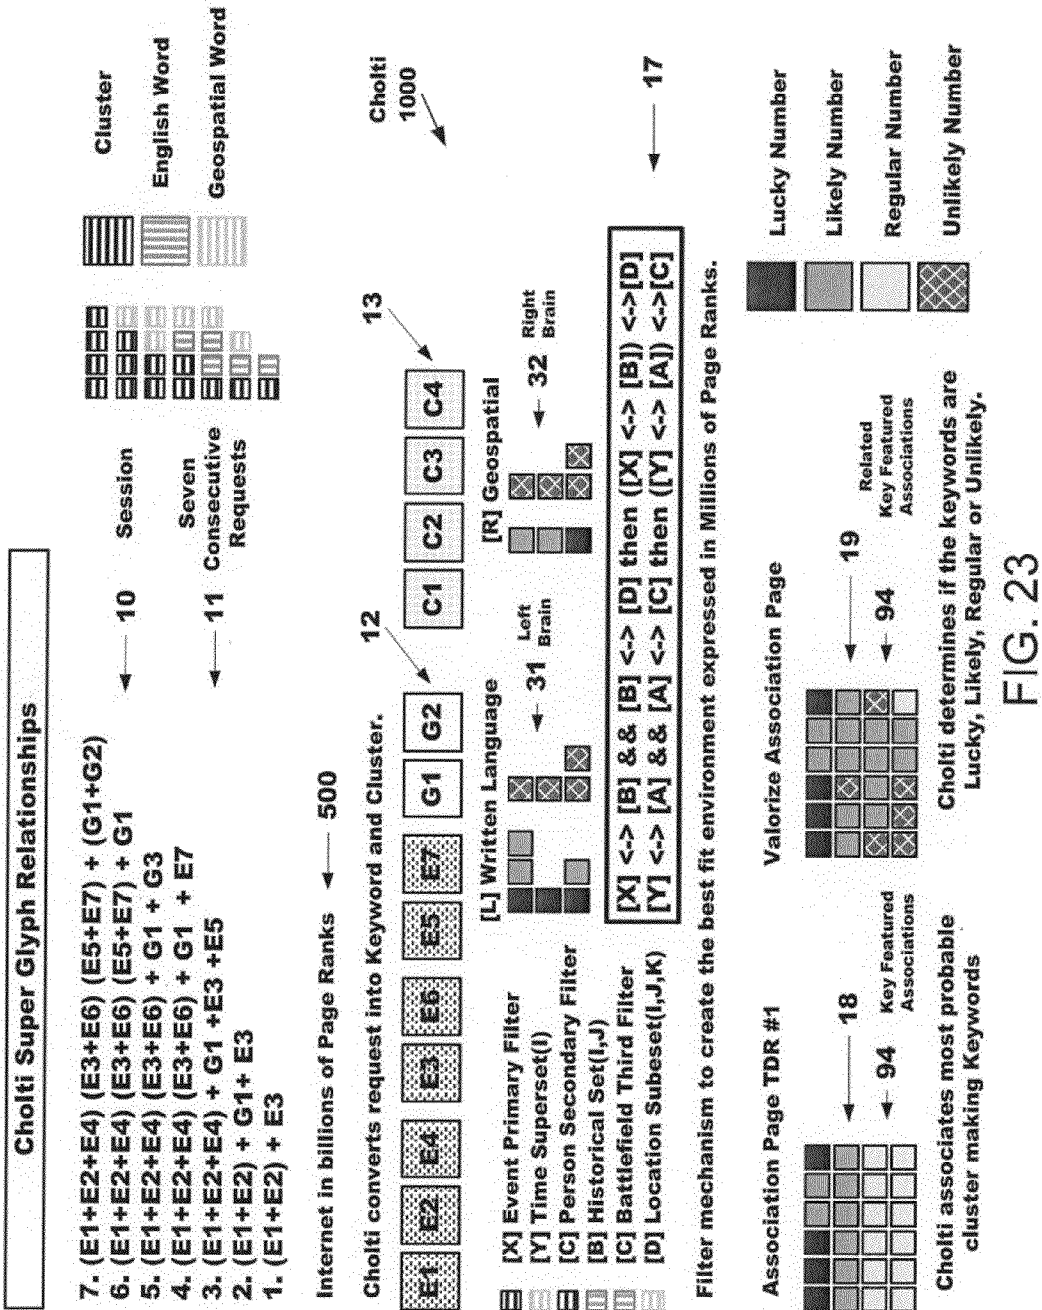 Cholti Super Glyph Relationships
7. (E1+E2+E4) (E3+E6) (E5+E7) + (G1+G2)
6. (E1+E2+E4) (E3+E6) (E5+E7) + G1
5. (E1+E2+E4) (E3+E6) + G1 + G3
4. (E1+E2+E4) (E3+E6) + G1 + E7
3. (E1+E2+E4) + G1 +E3 +E5
2. (E1+E2) + G1+ E3
1. (E1+E2) + E3
10 Session
11 Seven Consecutive Requests
Cluster
English Word
Geospatial Word
Internet in billions of Page Ranks
500
Cholti
1000
Cholti converts request into Keyword and Cluster.
12
13
E1 E2 E4 E3 E6 E5 E7 G1 G2 C1 C2 C3 C4
[X] Event Primary Filter
[Y] Time Superset(I)
[C] Person Secondary Filter
[B] Historical Set(I,J)
[C] Battlefield Third Filter
[D] Location Subeset(I,J,K)
[L] Written Language
31 Left Brain
[R] Geospatial
32 Right Brain
[X] <-> [B] && [B] <-> [D] then ([X] <-> [B]) <->[D]
[Y] <-> [A] && [A] <-> [C] then ([Y] <-> [A]) <->[C]
17
Filter mechanism to create the best fit environment expressed in Millions of Page Ranks.
Association Page TDR #1
18
94 Key Featured Associations
Cholti associates most probable
cluster making Keywords
Valorize Association Page
19 Related
94 Key Featured Associations
Cholti determines if the keywords are
Lucky, Likely, Regular or Unlikely.
Lucky Number
Likely Number
Regular Number
Unlikely Number
FIG. 23